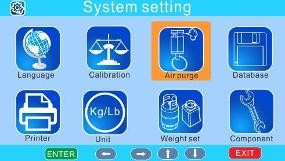 System setting
Language Calibration Air purge Database
Kg/Lb
Printer Unit Weight set Component
ENTER EXIT